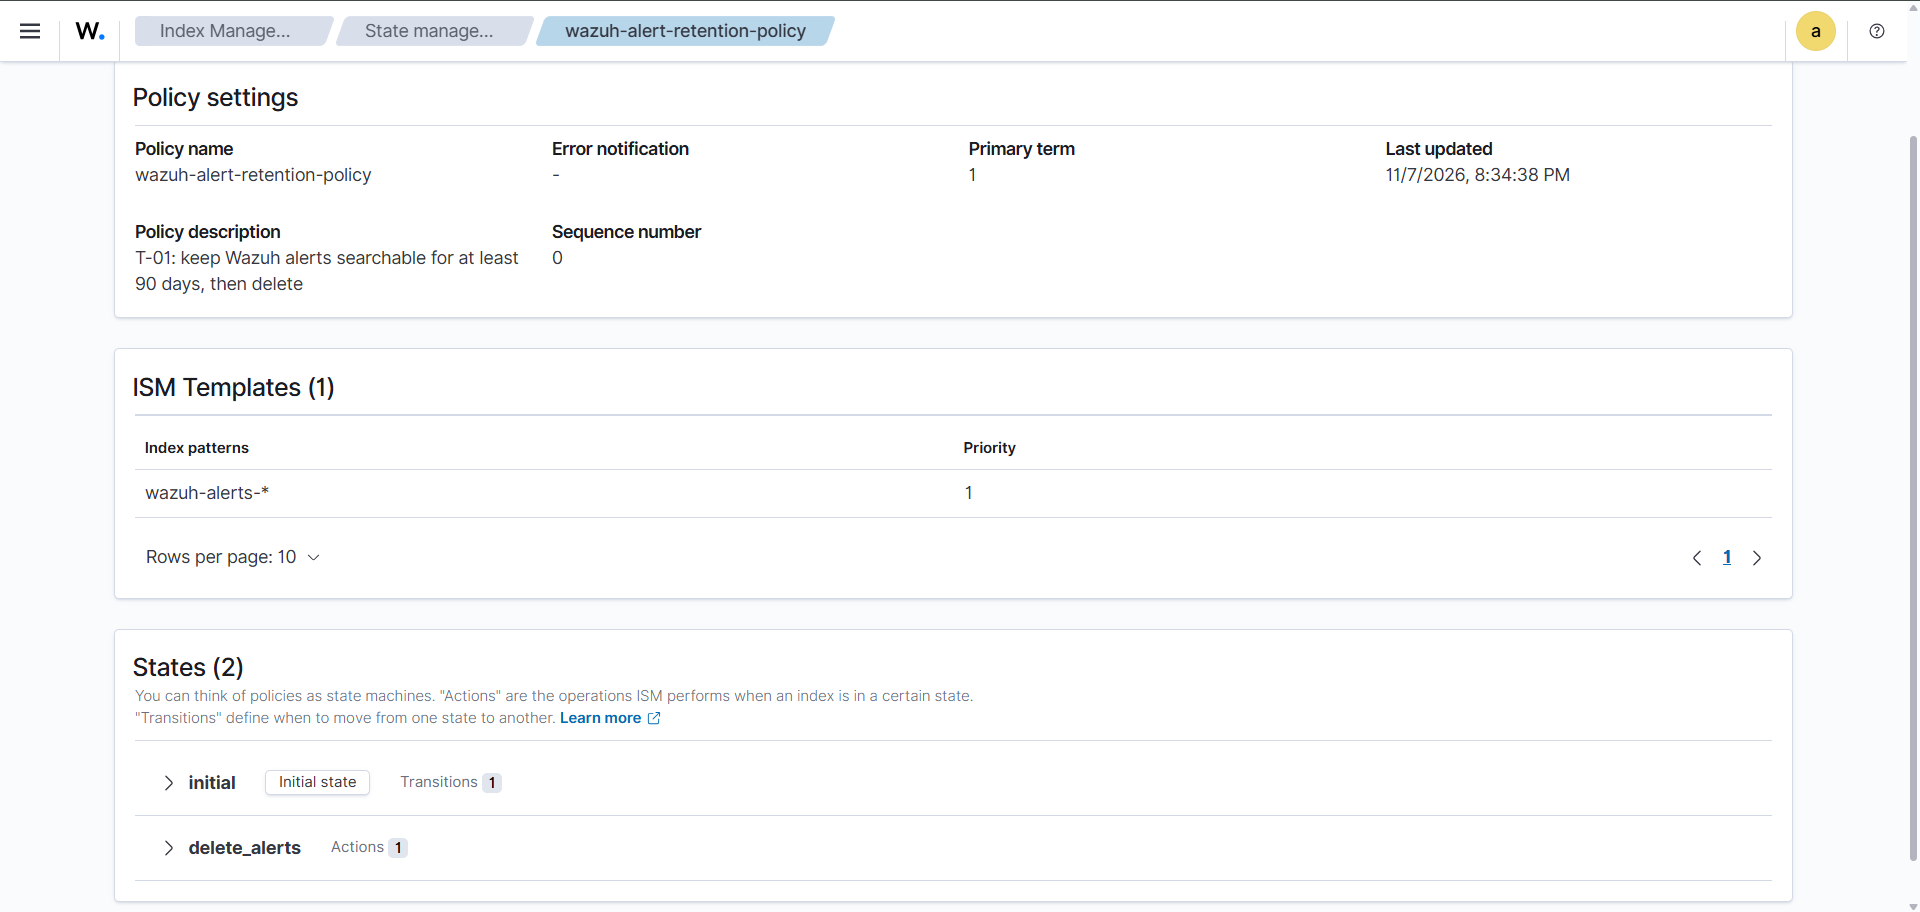 W.
Index Manage...
State manage...
wazuh-alert-retention-policy
a
Policy settings
Policy name
wazuh-alert-retention-policy
Error notification
-
Primary term
1
Last updated
11/7/2026, 8:34:38 PM
Policy description
T-01: keep Wazuh alerts searchable for at least
90 days, then delete
Sequence number
0
ISM Templates (1)
Index patterns
Priority
wazuh-alerts-*
1
Rows per page: 10
1
States (2)
You can think of policies as state machines. "Actions" are the operations ISM performs when an index is in a certain state.
"Transitions" define when to move from one state to another. Learn more
initial
Initial state
Transitions 1
delete_alerts
Actions 1